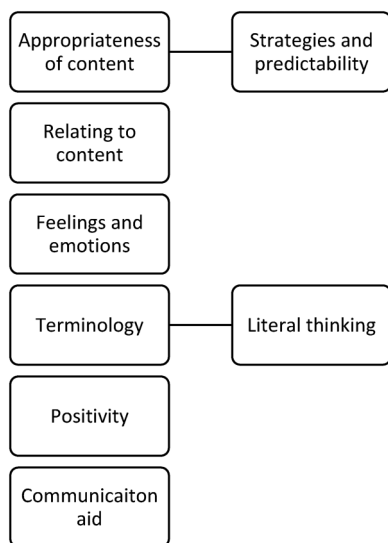 Appropriateness
of content
Strategies and
predictability
Relating to
content
Feelings and
emotions
Terminology
Literal thinking
Positivity
Communicaiton
aid